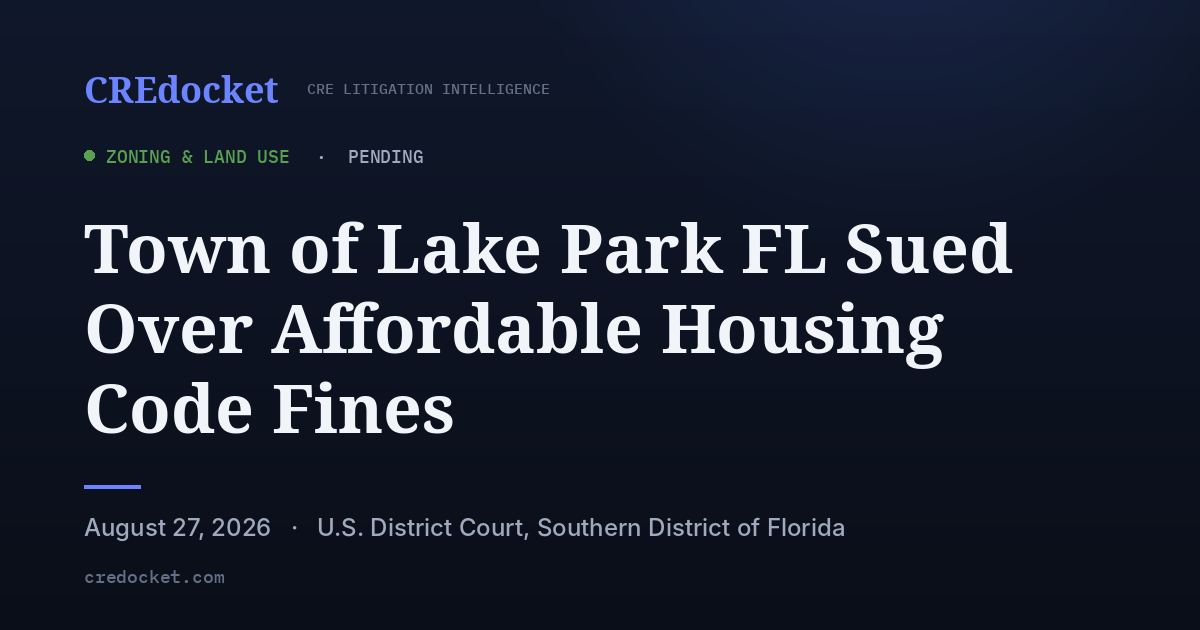 CREdocket CRE LITIGATION INTELLIGENCE
ZONING & LAND USE · PENDING
Town of Lake Park FL Sued
Over Affordable Housing
Code Fines
August 27, 2026 · U.S. District Court, Southern District of Florida
credocket.com